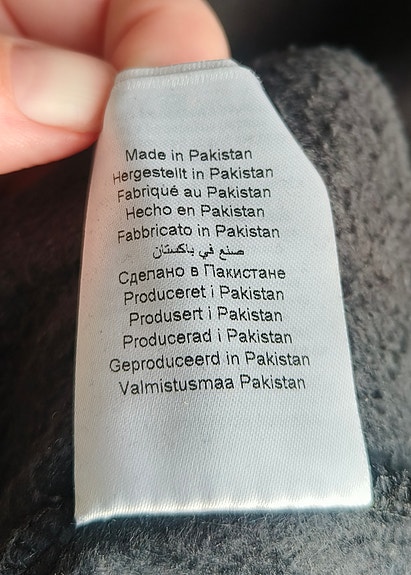 Made in Pakistan
Hergestellt in Pakistan
Fabriqué au Pakistan
Hecho en Pakistan
Fabbricato in Pakistan
صنع في باكستان
Сделано в Пакистане
Produceret i Pakistan
Produsert i Pakistan
Producerad i Pakistan
Geproduceerd in Pakistan
Valmistusmaa Pakistan